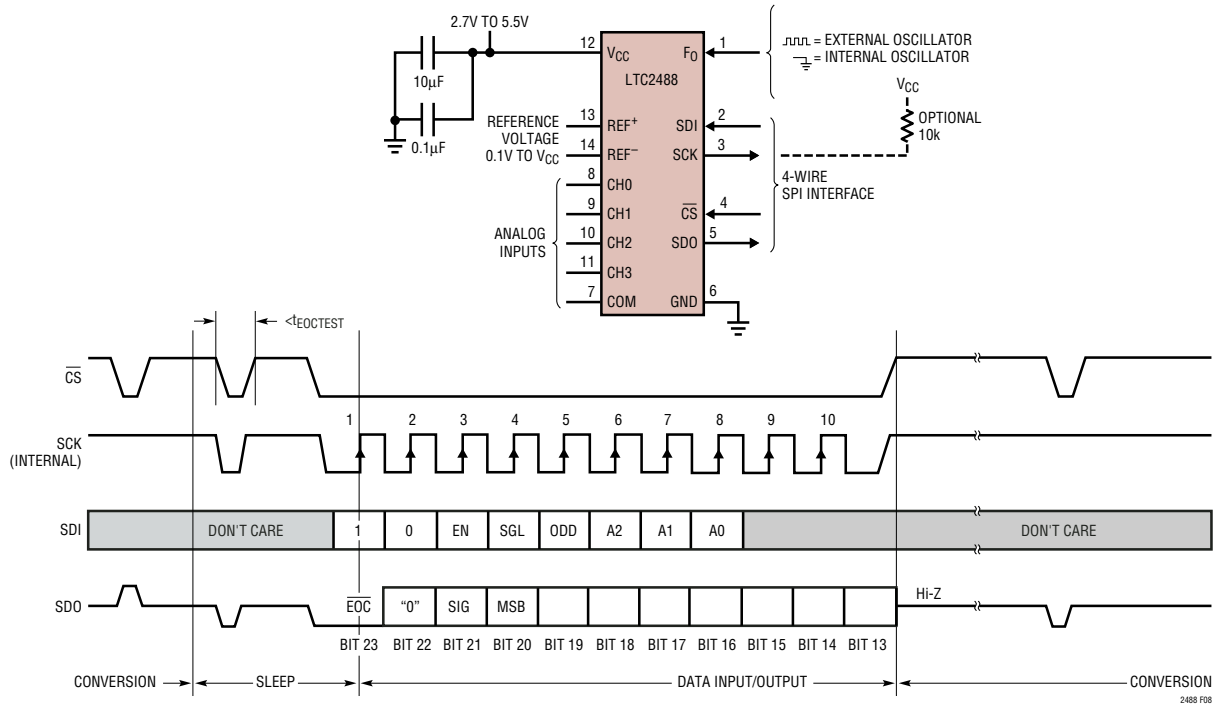 2.7V TO 5.5V
10µF
0.1µF
REFERENCE
VOLTAGE
0.1V TO VCC
ANALOG
INPUTS
12
13
14
8
9
10
11
7
VCC
REF+
REF–
CH0
CH1
CH2
CH3
COM
LTC2488
FO
SDI
SCK
CS
SDO
GND
1
2
3
4
5
6
= EXTERNAL OSCILLATOR
= INTERNAL OSCILLATOR
VCC
OPTIONAL
10k
4-WIRE
SPI INTERFACE
<tEOCTEST
CS
SCK
(INTERNAL)
1 2 3 4 5 6 7 8 9 10
SDI DON'T CARE 1 0 EN SGL ODD A2 A1 A0 DON'T CARE
SDO EOC "0" SIG MSB Hi-Z
BIT 23 BIT 22 BIT 21 BIT 20 BIT 19 BIT 18 BIT 17 BIT 16 BIT 15 BIT 14 BIT 13
CONVERSION SLEEP DATA INPUT/OUTPUT CONVERSION
2488 F08